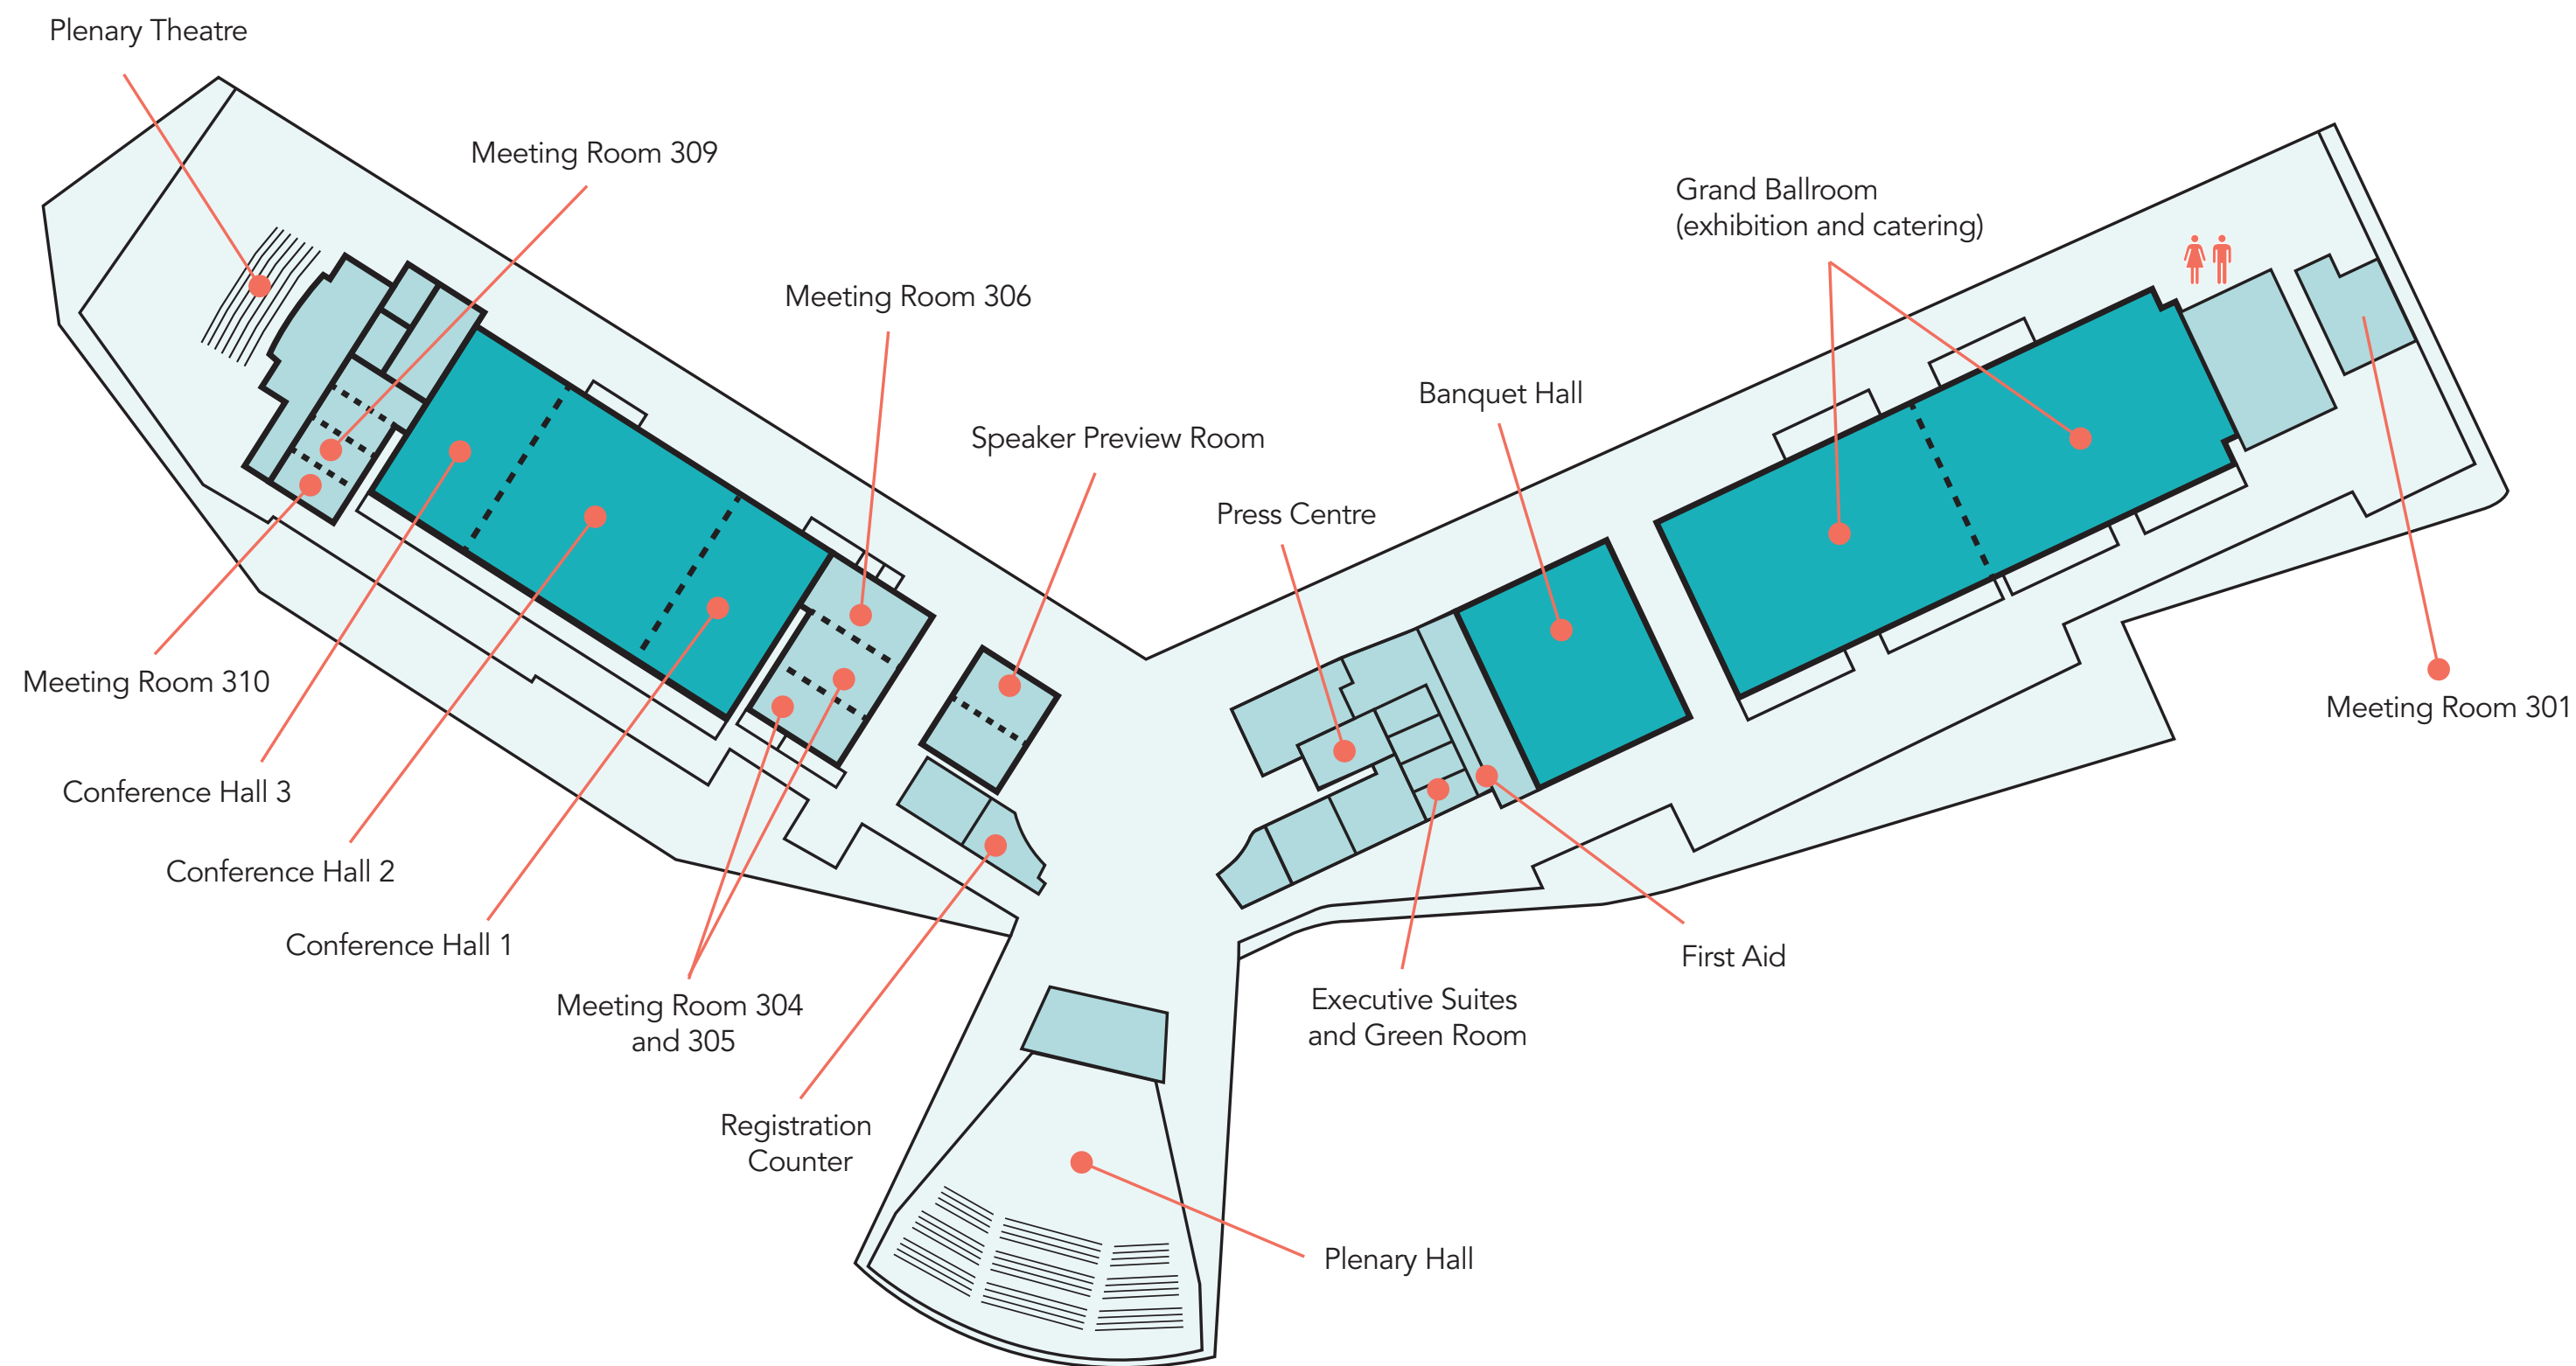 Plenary Theatre
Meeting Room 309
Grand Ballroom
(exhibition and catering)
Meeting Room 306
Banquet Hall
Speaker Preview Room
Press Centre
Meeting Room 310
Meeting Room 301
Conference Hall 3
Conference Hall 2
Conference Hall 1
First Aid
Meeting Room 304
and 305
Executive Suites
and Green Room
Registration
Counter
Plenary Hall